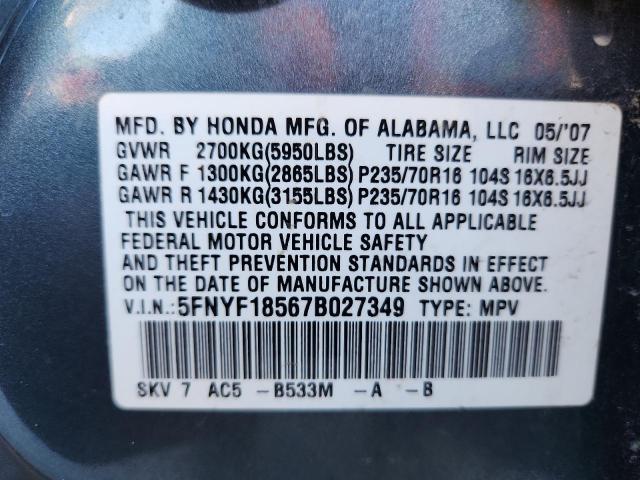 MFD. BY HONDA MFG. OF ALABAMA, LLC 05/'07
GVWR 2700KG(5950LBS) TIRE SIZE RIM SIZE
GAWR F 1300KG(2865LBS) P235/70R16 104S 16X6.5JJ
GAWR R 1430KG(3155LBS) P235/70R16 104S 16X6.5JJ
THIS VEHICLE CONFORMS TO ALL APPLICABLE
FEDERAL MOTOR VEHICLE SAFETY
AND THEFT PREVENTION STANDARDS IN EFFECT
ON THE DATE OF MANUFACTURE SHOWN ABOVE.
V.I.N.: 5FNYF18567B027349 TYPE: MPV
SKV 7 AC5 -B533M -A -B